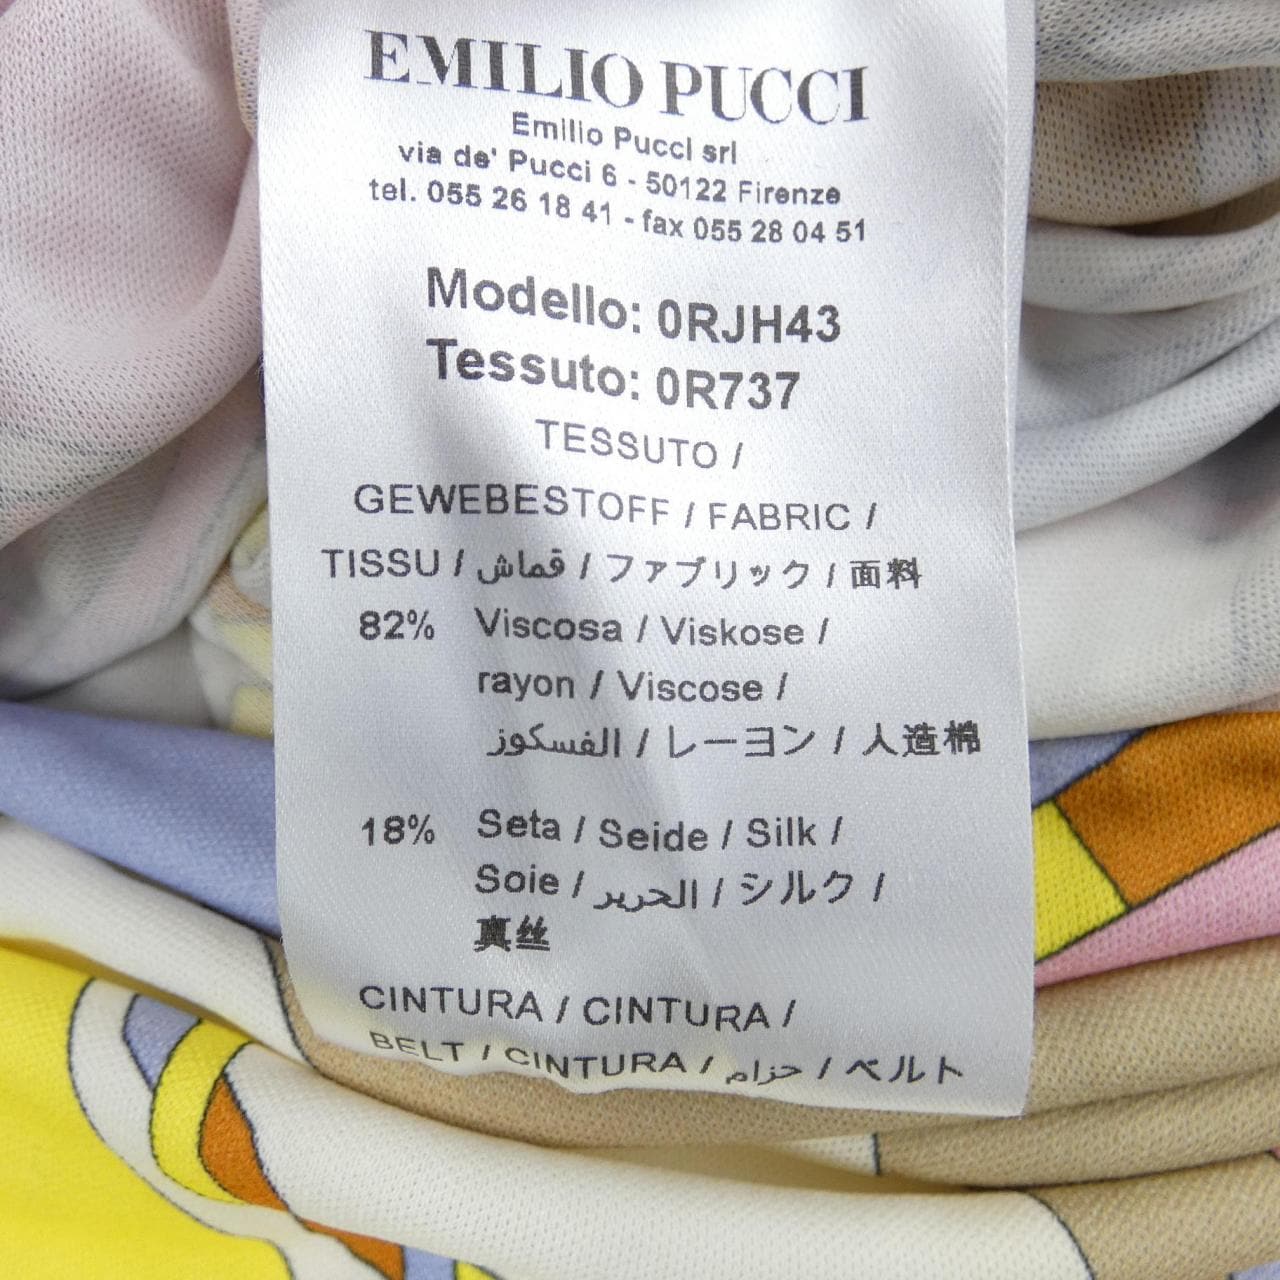 EMILIO PUCCI
Emilio Pucci srl
via de' Pucci 6 - 50122 Firenze
tel. 055 26 18 41 - fax 055 28 04 51
Modello: 0RJH43
Tessuto: 0R737
TESSUTO /
GEWEBESTOFF / FABRIC /
TISSU / قماش / ファブリック / 面料
82% Viscosa / Viskose /
rayon / Viscose /
الفسكوز / レーヨン / 人造棉
18% Seta / Seide / Silk /
Soie / الحرير / シルク /
真丝
CINTURA / CINTURA /
BELT / CINTURA / حزام / ベルト